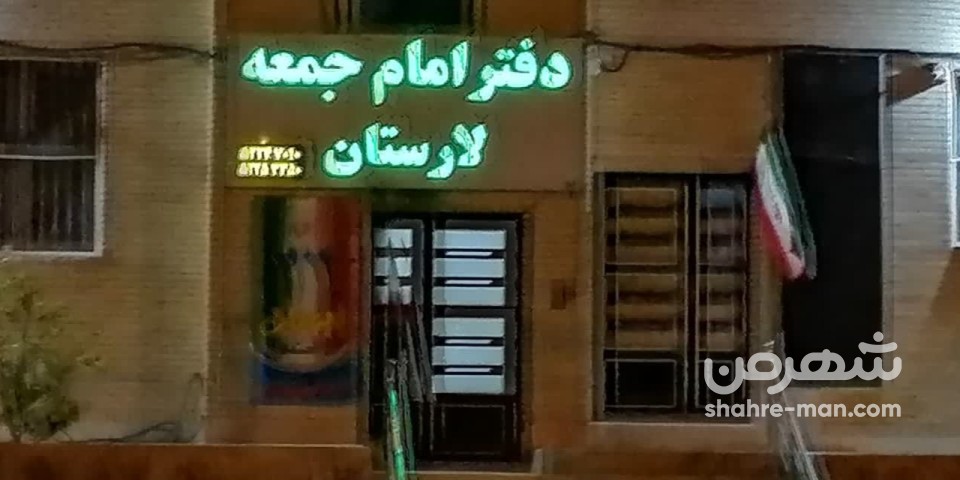 دفتر امام جمعه
لارستان
شهرمن
shahre-man.com